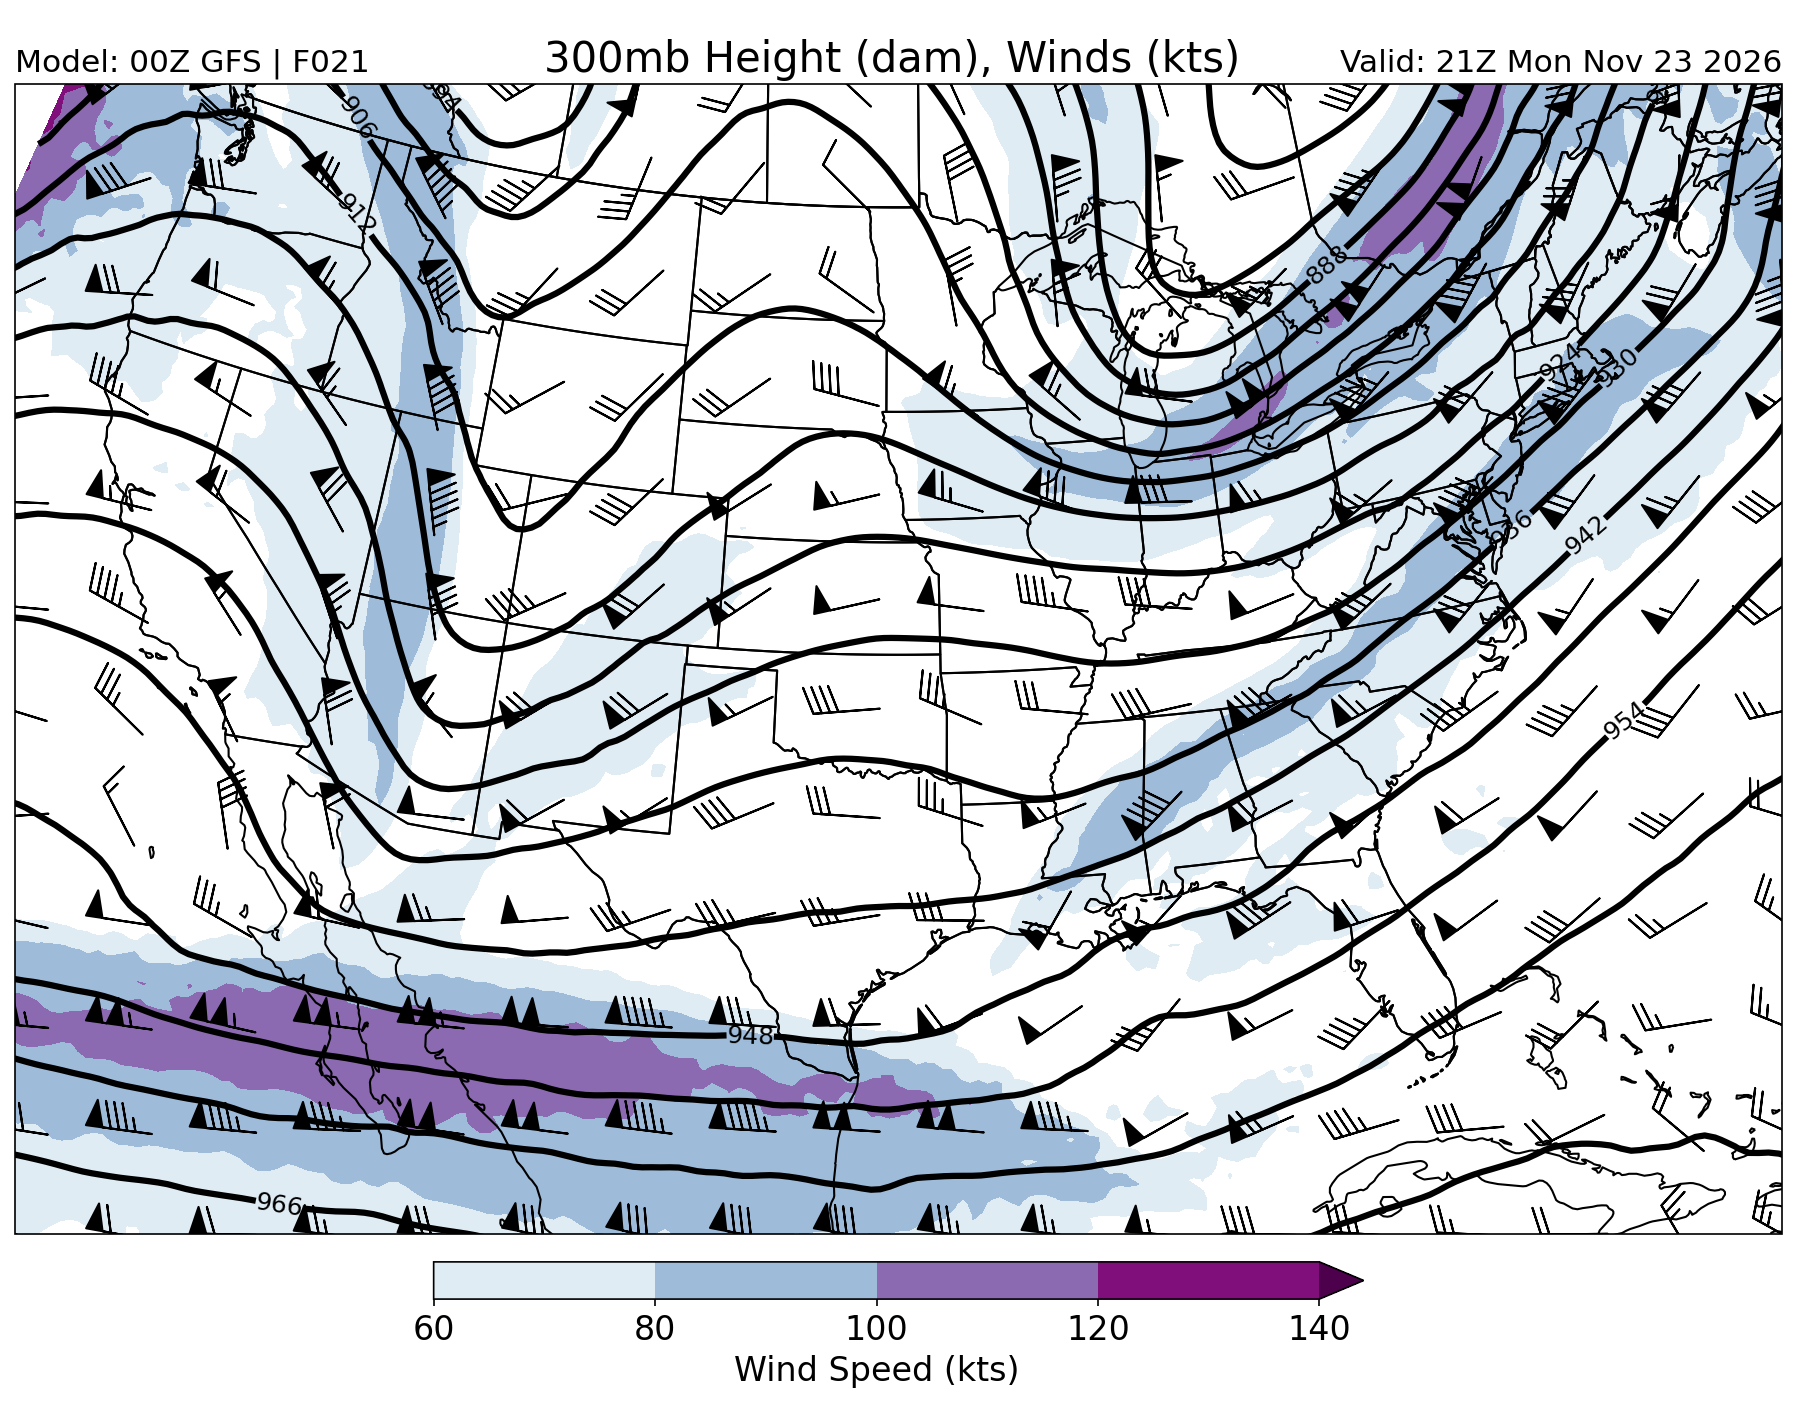 Model: 00Z GFS | F021
300mb Height (dam), Winds (kts)
Valid: 21Z Mon Nov 23 2026
906
912
888
924
930
936
942
954
948
966
60 80 100 120 140
Wind Speed (kts)